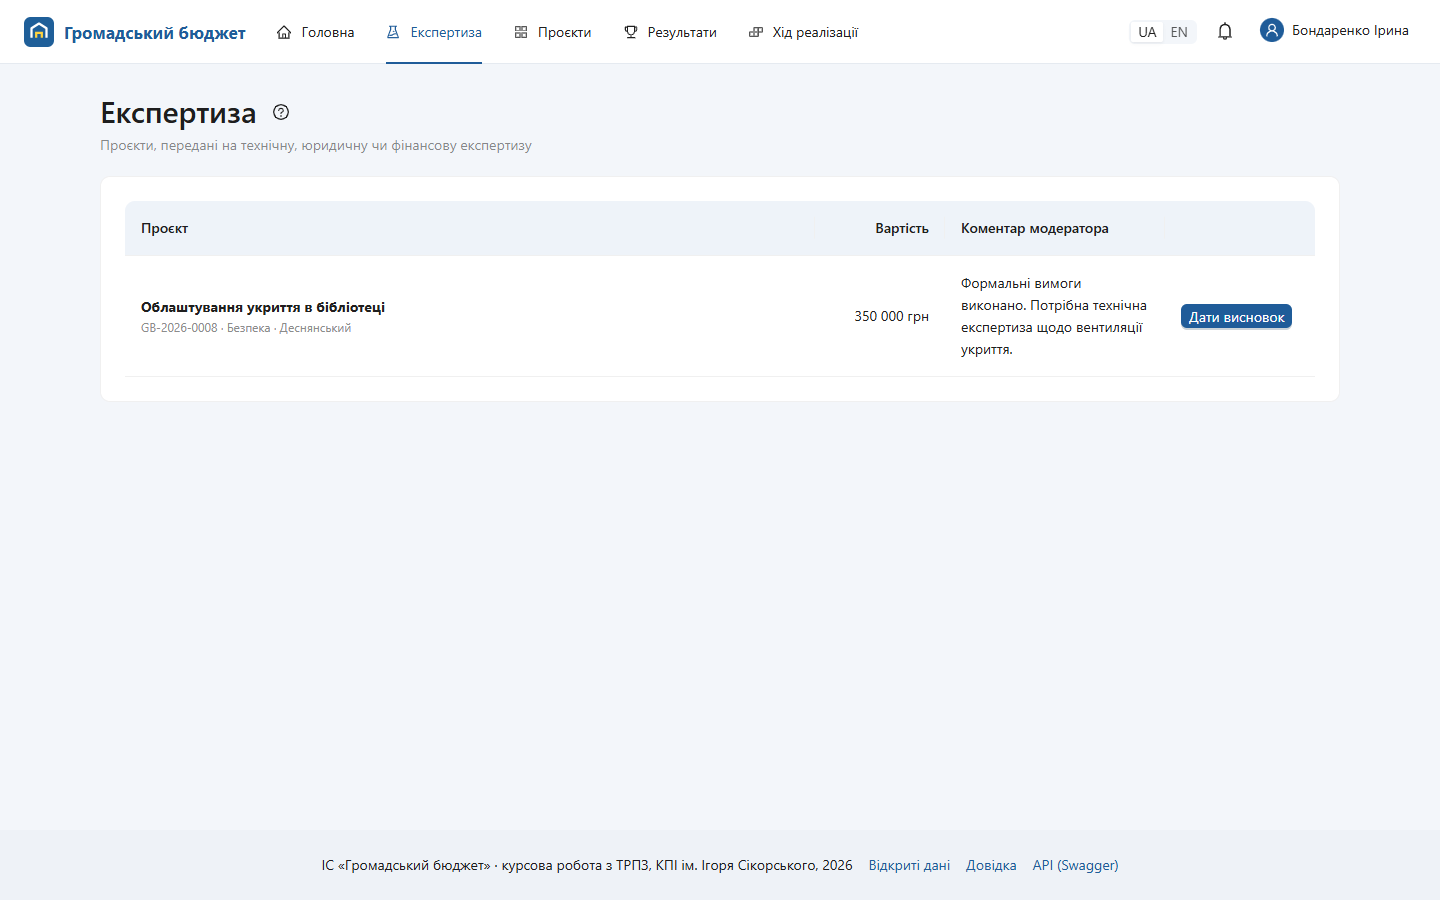 Громадський бюджет
Головна
Експертиза
Проєкти
Результати
Хід реалізації
UA
EN
Бондаренко Ірина
Експертиза
Проєкти, передані на технічну, юридичну чи фінансову експертизу
Проєкт
Вартість
Коментар модератора
Облаштування укриття в бібліотеці
GB-2026-0008 · Безпека · Деснянський
350 000 грн
Формальні вимоги
виконано. Потрібна технічна
експертиза щодо вентиляції
укриття.
Дати висновок
ІС «Громадський бюджет» · курсова робота з ТРПЗ, КПІ ім. Ігоря Сікорського, 2026
Відкриті дані
Довідка
API (Swagger)